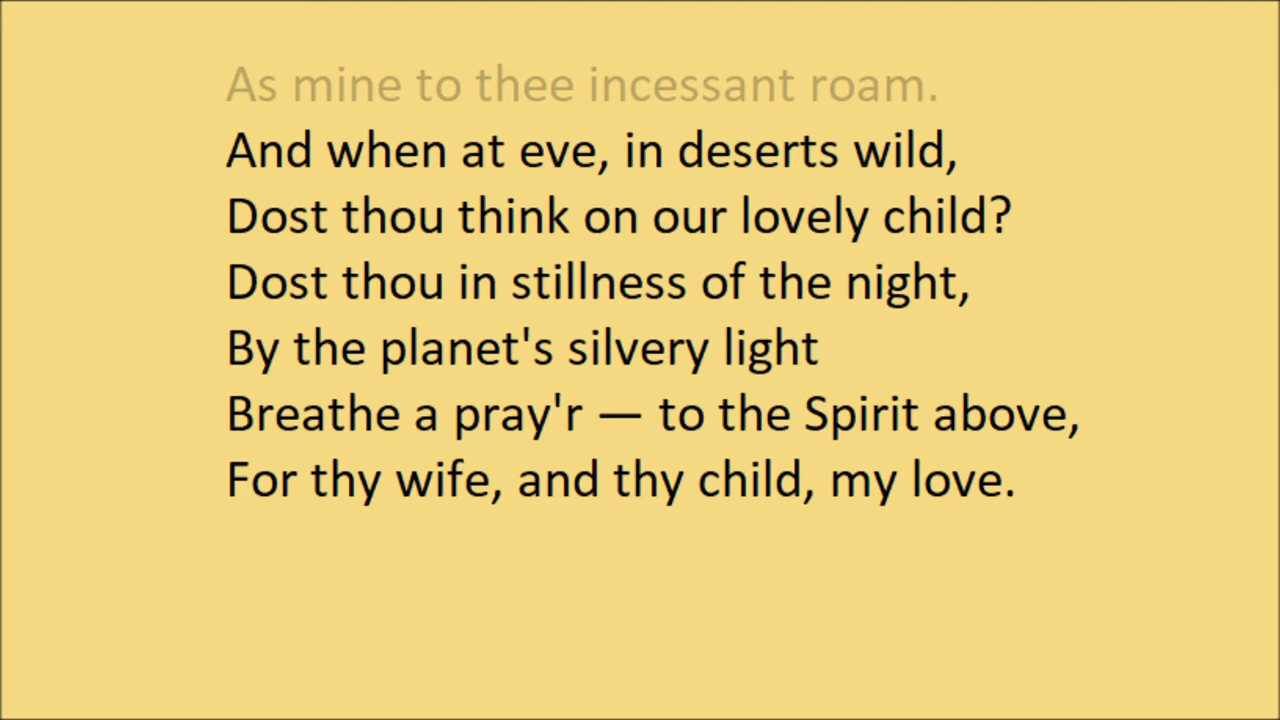 As mine to thee incessant roam.
And when at eve, in deserts wild,
Dost thou think on our lovely child?
Dost thou in stillness of the night,
By the planet's silvery light
Breathe a pray'r — to the Spirit above,
For thy wife, and thy child, my love.